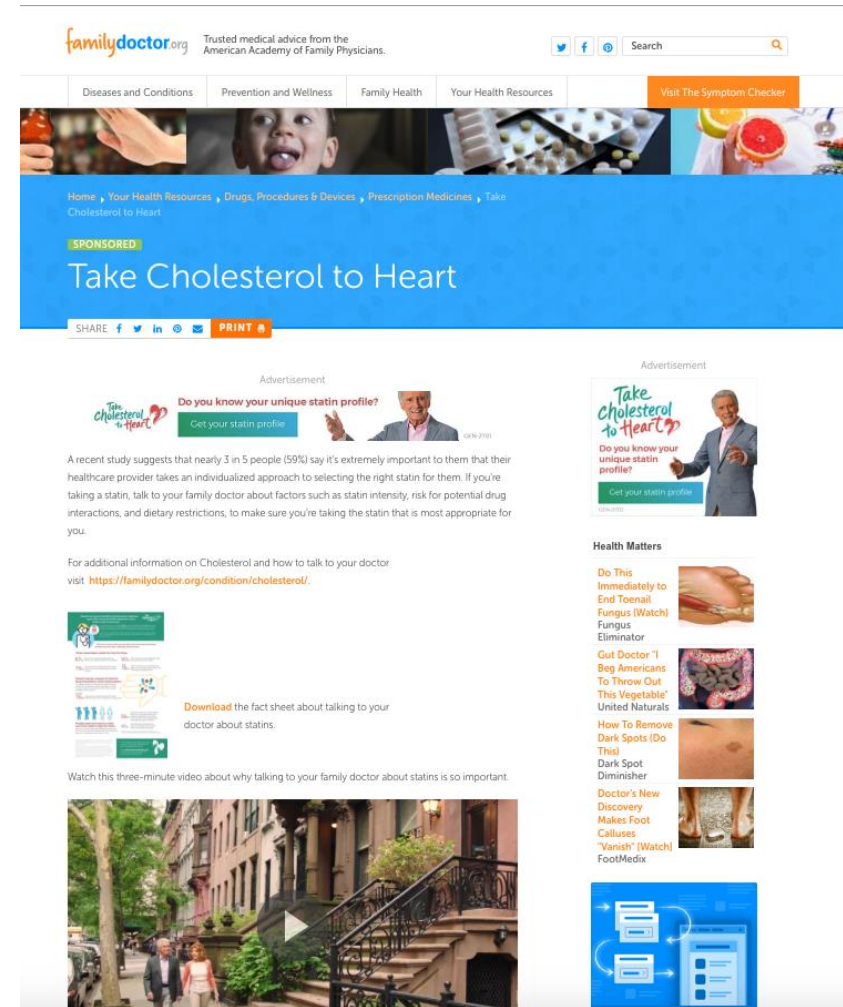 familydoctor.org
Trusted medical advice from the
American Academy of Family Physicians.
Search
Diseases and Conditions
Prevention and Wellness
Family Health
Your Health Resources
Visit The Symptom Checker
Home , Your Health Resources , Drugs, Procedures & Devices , Prescription Medicines , Take
Cholesterol to Heart
SPONSORED
Take Cholesterol to Heart
SHARE
PRINT
Advertisement
Take
cholesterol
to Heart
Do you know your unique statin profile?
Get your statin profile
A recent study suggests that nearly 3 in 5 people (59%) say it's extremely important to them that their
healthcare provider takes an individualized approach to selecting the right statin for them. If you're
taking a statin, talk to your family doctor about factors such as statin intensity, risk for potential drug
interactions, and dietary restrictions, to make sure you're taking the statin that is most appropriate for
you.
For additional information on Cholesterol and how to talk to your doctor
visit https://familydoctor.org/condition/cholesterol/.
Download the fact sheet about talking to your
doctor about statins.
Watch this three-minute video about why talking to your family doctor about statins is so important.
Advertisement
Take
cholesterol
to Heart
Do you know your
unique statin
profile?
Get your statin profile
Health Matters
Do This
Immediately to
End Toenail
Fungus (Watch)
Fungus
Eliminator
Gut Doctor "I
Beg Americans
To Throw Out
This Vegetable"
United Naturals
How To Remove
Dark Spots (Do
This)
Dark Spot
Diminisher
Doctor's New
Discovery
Makes Foot
Calluses
"Vanish" (Watch)
FootMedix